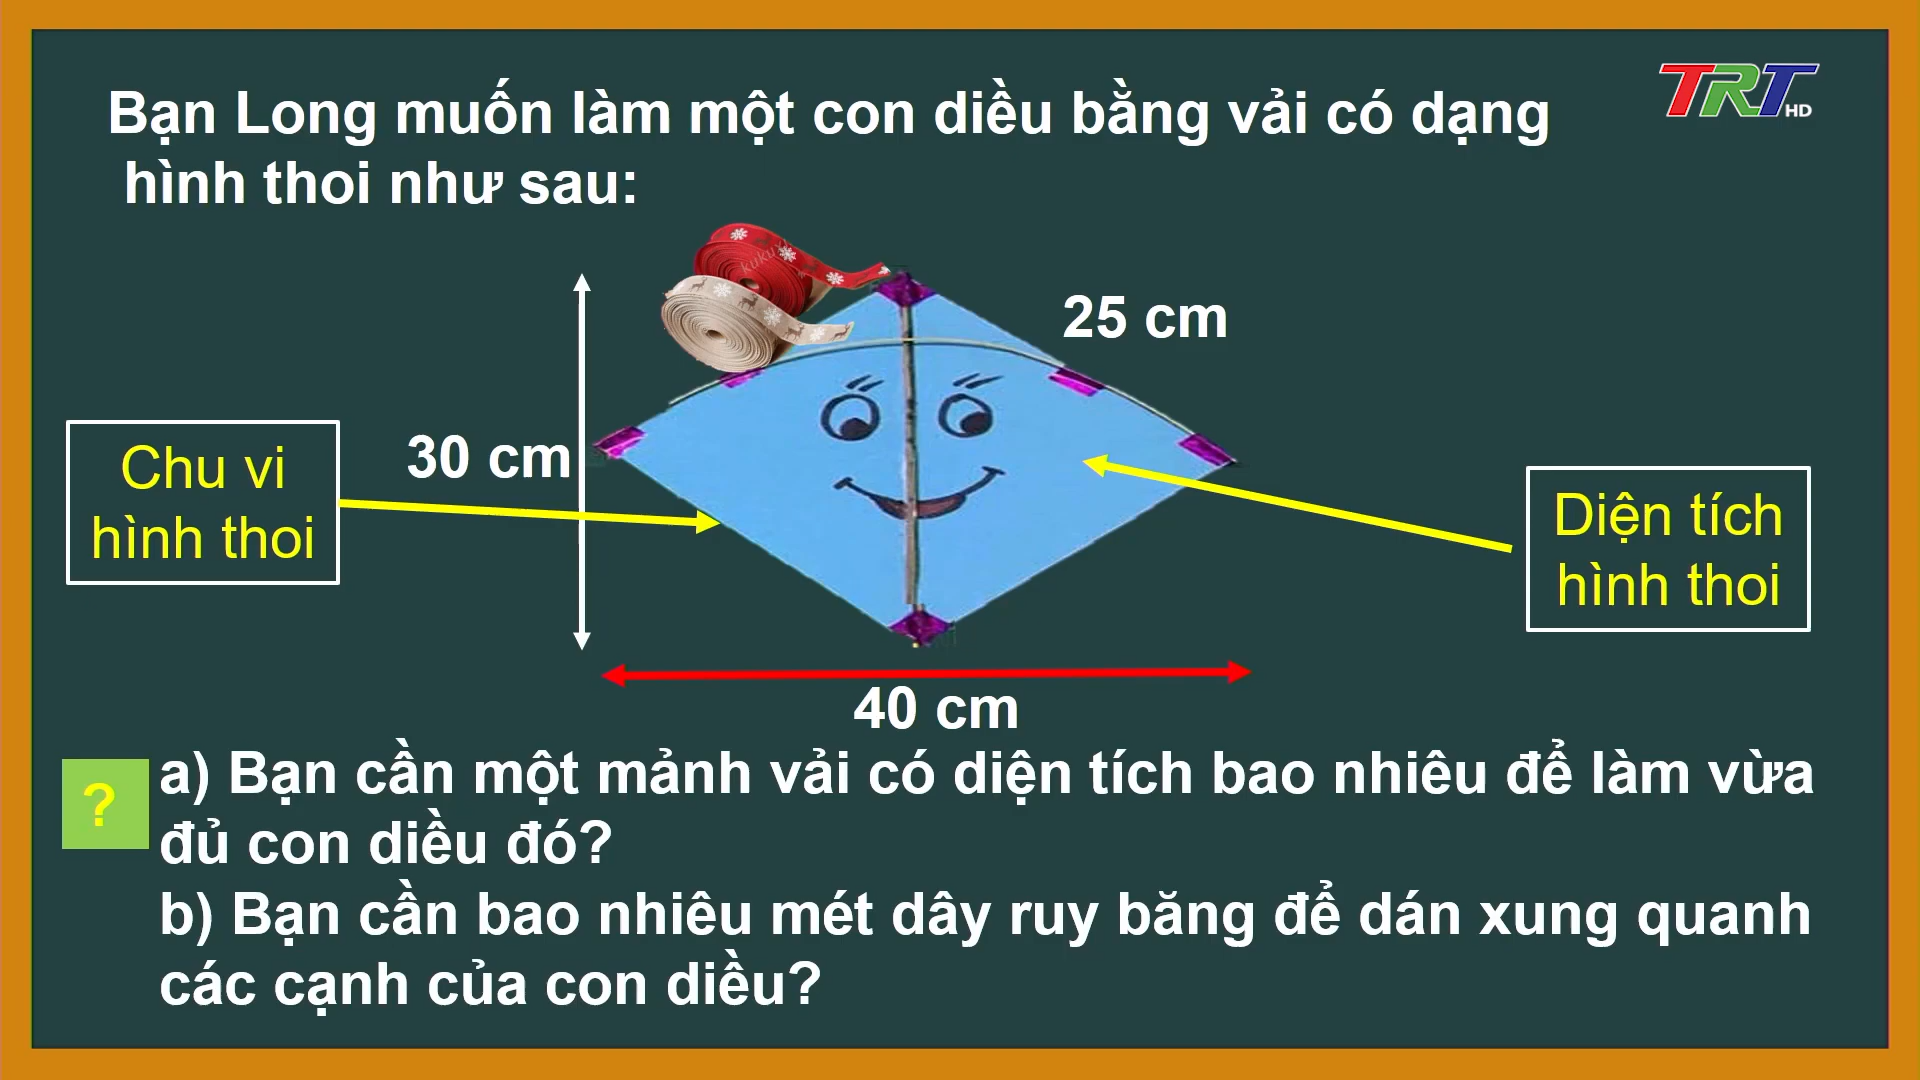 Bạn Long muốn làm một con diều bằng vải có dạng
hình thoi như sau:
TRT HD
kuku
25 cm
30 cm
Chu vi
hình thoi
Diện tích
hình thoi
40 cm
?
a) Bạn cần một mảnh vải có diện tích bao nhiêu để làm vừa
đủ con diều đó?
b) Bạn cần bao nhiêu mét dây ruy băng để dán xung quanh
các cạnh của con diều?